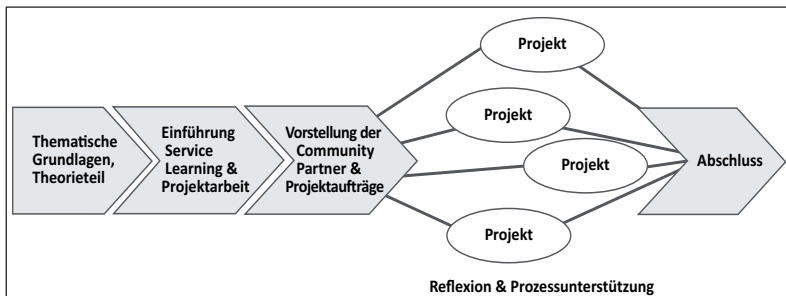 Thematische
Grundlagen,
Theorieteil
Einführung
Service
Learning &
Projektarbeit
Vorstellung der
Community
Partner &
Projektaufträge
Projekt
Projekt
Projekt
Projekt
Abschluss
Reflexion & Prozessunterstützung